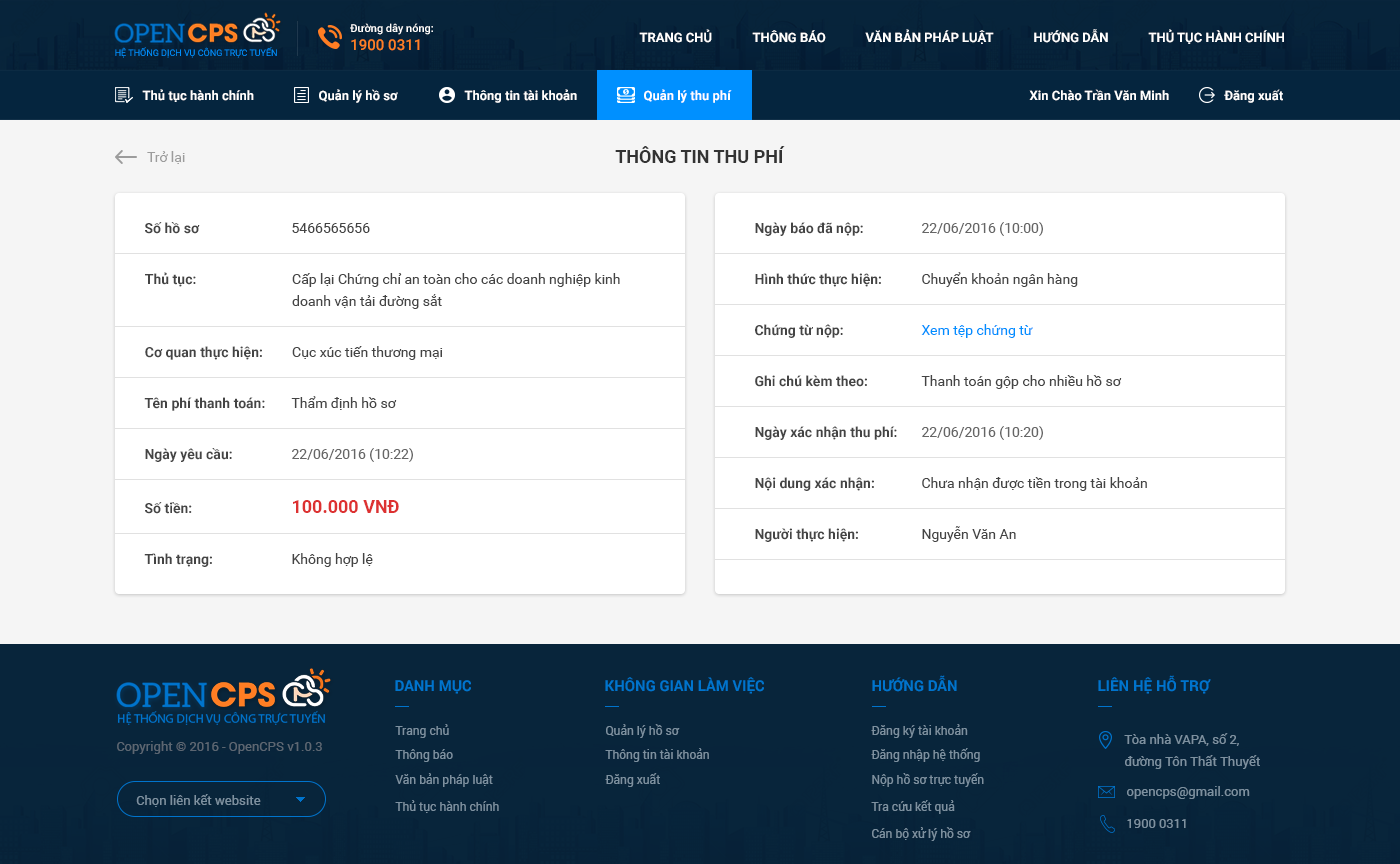 OPENCPS
HỆ THỐNG DỊCH VỤ CÔNG TRỰC TUYẾN
Đường dây nóng:
1900 0311
TRANG CHỦ
THÔNG BÁO
VĂN BẢN PHÁP LUẬT
HƯỚNG DẪN
THỦ TỤC HÀNH CHÍNH
Thủ tục hành chính
Quản lý hồ sơ
Thông tin tài khoản
Quản lý thu phí
Xin Chào Trần Văn Minh
Đăng xuất
Trở lại
THÔNG TIN THU PHÍ
Số hồ sơ 5466565656
Thủ tục: Cấp lại Chứng chỉ an toàn cho các doanh nghiệp kinh
doanh vận tải đường sắt
Cơ quan thực hiện: Cục xúc tiến thương mại
Tên phí thanh toán: Thẩm định hồ sơ
Ngày yêu cầu: 22/06/2016 (10:22)
Số tiền: 100.000 VNĐ
Tình trạng: Không hợp lệ
Ngày báo đã nộp: 22/06/2016 (10:00)
Hình thức thực hiện: Chuyển khoản ngân hàng
Chứng từ nộp: Xem tệp chứng từ
Ghi chú kèm theo: Thanh toán gộp cho nhiều hồ sơ
Ngày xác nhận thu phí: 22/06/2016 (10:20)
Nội dung xác nhận: Chưa nhận được tiền trong tài khoản
Người thực hiện: Nguyễn Văn An
OPENCPS
HỆ THỐNG DỊCH VỤ CÔNG TRỰC TUYẾN
Copyright © 2016 - OpenCPS v1.0.3
Chọn liên kết website
DANH MỤC
Trang chủ
Thông báo
Văn bản pháp luật
Thủ tục hành chính
KHÔNG GIAN LÀM VIỆC
Quản lý hồ sơ
Thông tin tài khoản
Đăng xuất
HƯỚNG DẪN
Đăng ký tài khoản
Đăng nhập hệ thống
Nộp hồ sơ trực tuyến
Tra cứu kết quả
Cán bộ xử lý hồ sơ
LIÊN HỆ HỖ TRỢ
Tòa nhà VAPA, số 2,
đường Tôn Thất Thuyết
opencps@gmail.com
1900 0311